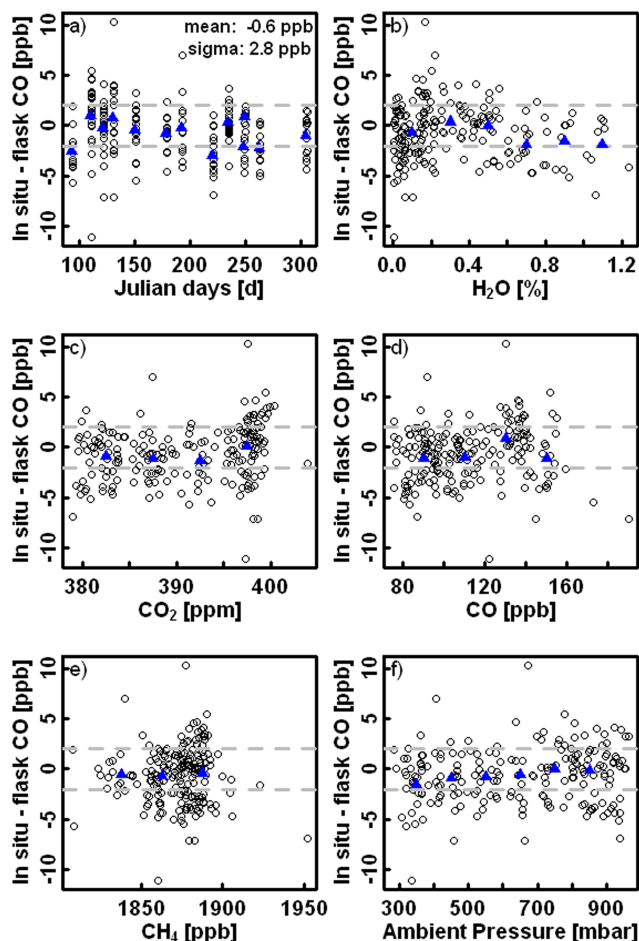 a)
mean: -0.6 ppb
sigma: 2.8 ppb
In situ - flask CO [ppb]
10
5
0
-5
-10
100 150 200 250 300
Julian days [d]
b)
In situ - flask CO [ppb]
10
5
0
-5
-10
0.0 0.4 0.8 1.2
H₂O [%]
c)
In situ - flask CO [ppb]
10
5
0
-5
-10
380 390 400
CO₂ [ppm]
d)
In situ - flask CO [ppb]
10
5
0
-5
-10
80 120 160
CO [ppb]
e)
In situ - flask CO [ppb]
10
5
0
-5
-10
1850 1900 1950
CH₄ [ppb]
f)
In situ - flask CO [ppb]
10
5
0
-5
-10
300 500 700 900
Ambient Pressure [mbar]